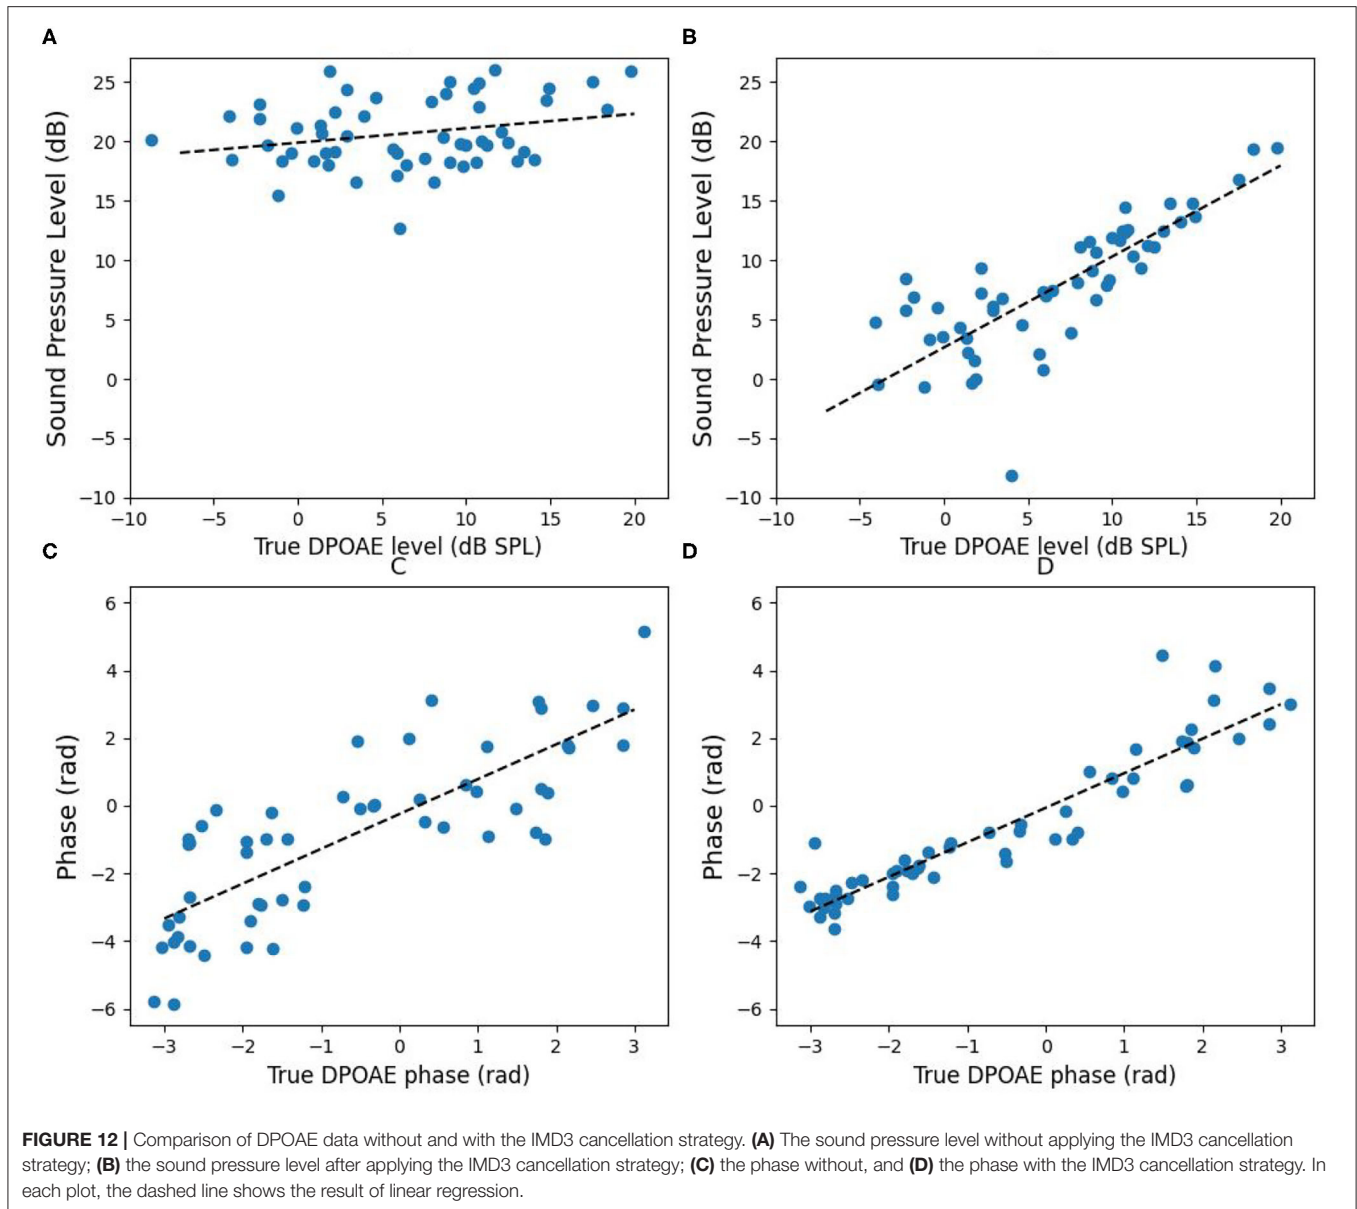 A
B
25
20
15
10
5
0
−5
−10
Sound Pressure Level (dB)
−10 −5 0 5 10 15 20
True DPOAE level (dB SPL)
25
20
15
10
5
0
−5
−10
Sound Pressure Level (dB)
−10 −5 0 5 10 15 20
True DPOAE level (dB SPL)
C
C
D
D
6
4
2
0
−2
−4
−6
Phase (rad)
−3 −2 −1 0 1 2 3
True DPOAE phase (rad)
6
4
2
0
−2
−4
−6
Phase (rad)
−3 −2 −1 0 1 2 3
True DPOAE phase (rad)
FIGURE 12 | Comparison of DPOAE data without and with the IMD3 cancellation strategy. (A) The sound pressure level without applying the IMD3 cancellation
strategy; (B) the sound pressure level after applying the IMD3 cancellation strategy; (C) the phase without, and (D) the phase with the IMD3 cancellation strategy. In
each plot, the dashed line shows the result of linear regression.